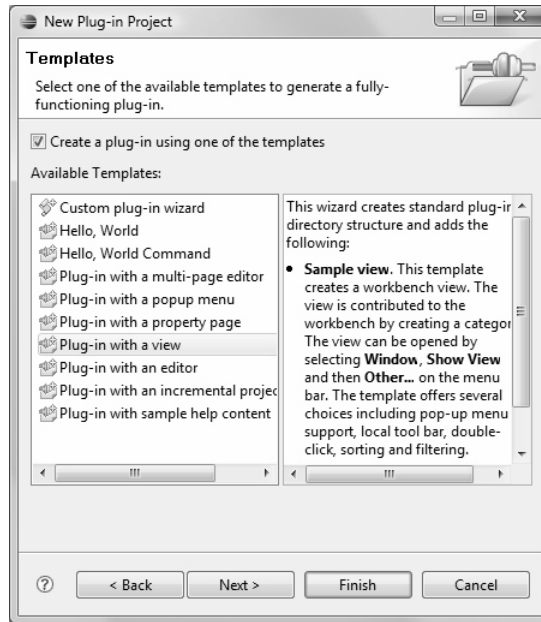 New Plug-in Project
Templates
Select one of the available templates to generate a fully-
functioning plug-in.
Create a plug-in using one of the templates
Available Templates:
Custom plug-in wizard
Hello, World
Hello, World Command
Plug-in with a multi-page editor
Plug-in with a popup menu
Plug-in with a property page
Plug-in with a view
Plug-in with an editor
Plug-in with an incremental projec
Plug-in with sample help content
This wizard creates standard plug-in
directory structure and adds the
following:
• Sample view. This template
creates a workbench view. The
view is contributed to the
workbench by creating a categor
The view can be opened by
selecting Window, Show View
and then Other... on the menu
bar. The template offers several
choices including pop-up menu
support, local tool bar, double-
click, sorting and filtering.
? < Back Next > Finish Cancel